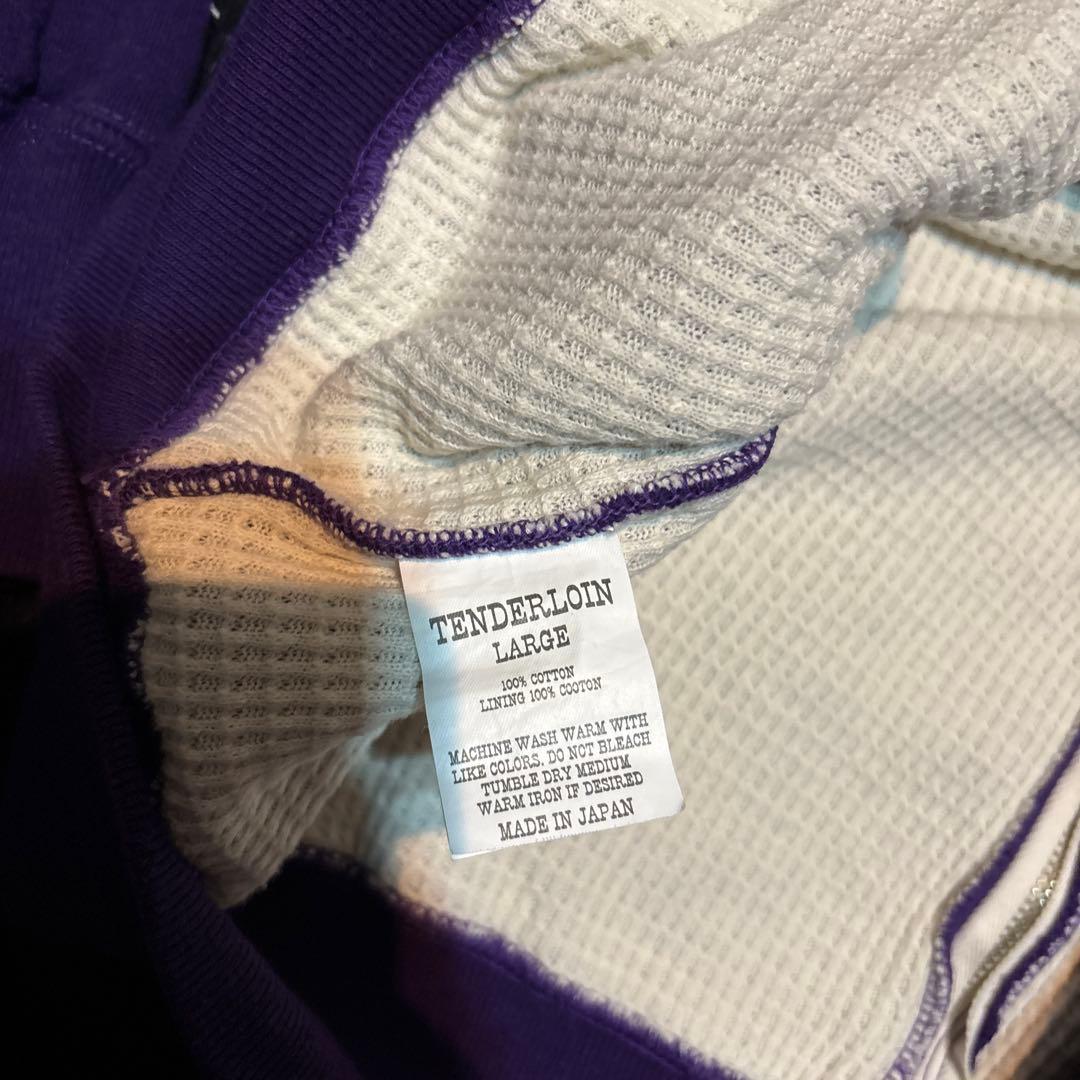 TENDERLOIN
LARGE
100% COTTON
LINING 100% COOTON
MACHINE WASH WARM WITH
LIKE COLORS. DO NOT BLEACH
TUMBLE DRY MEDIUM
WARM IRON IF DESIRED
MADE IN JAPAN